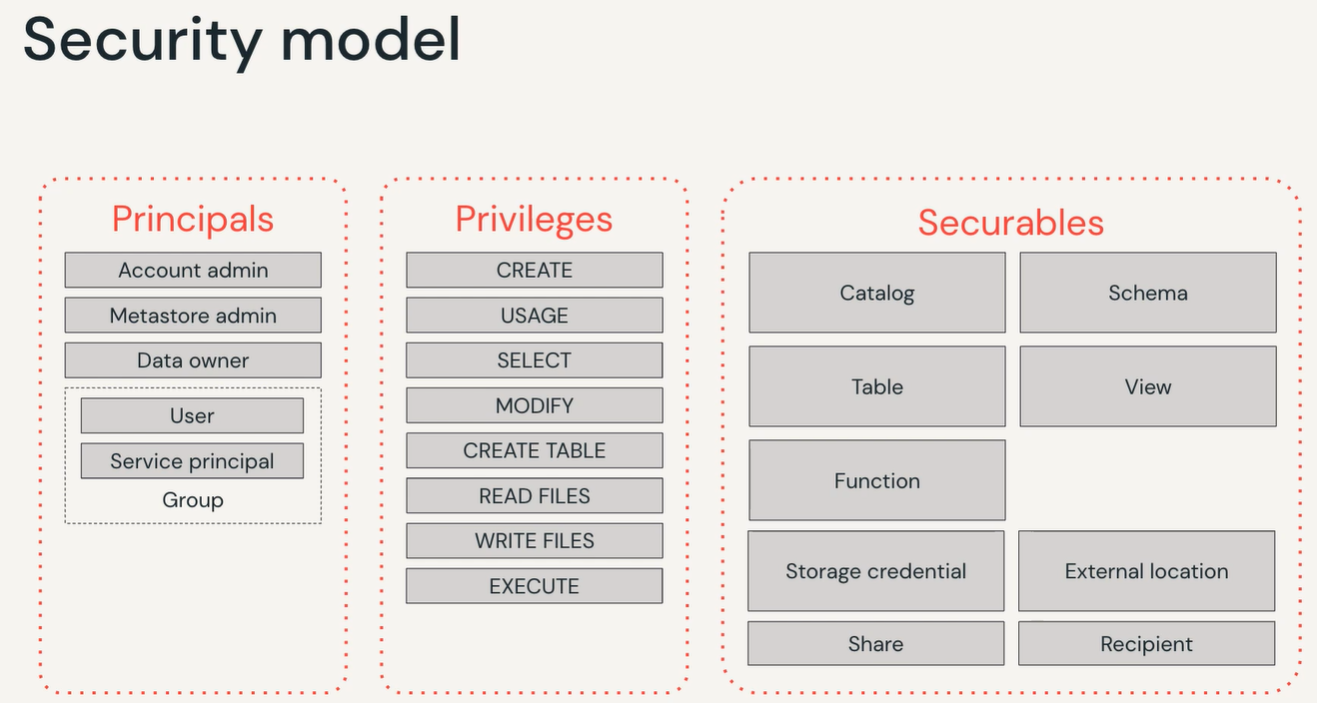 Security model
Principals
Account admin
Metastore admin
Data owner
User
Service principal
Group
Privileges
CREATE
USAGE
SELECT
MODIFY
CREATE TABLE
READ FILES
WRITE FILES
EXECUTE
Securables
Catalog
Schema
Table
View
Function
Storage credential
External location
Share
Recipient